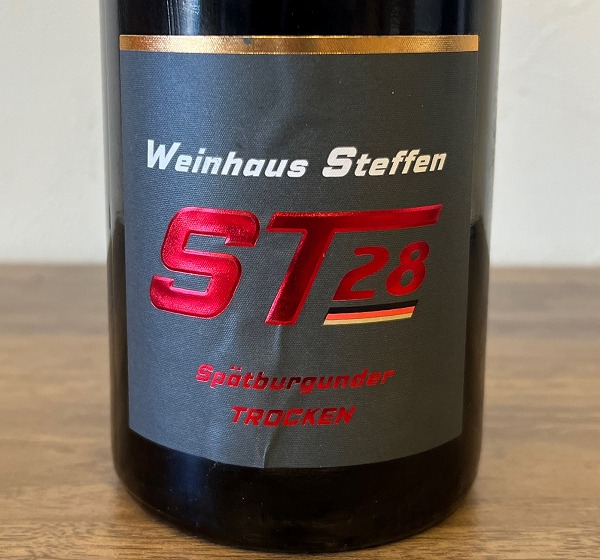 Weinhaus Steffen
ST28
Spätburgunder
TROCKEN